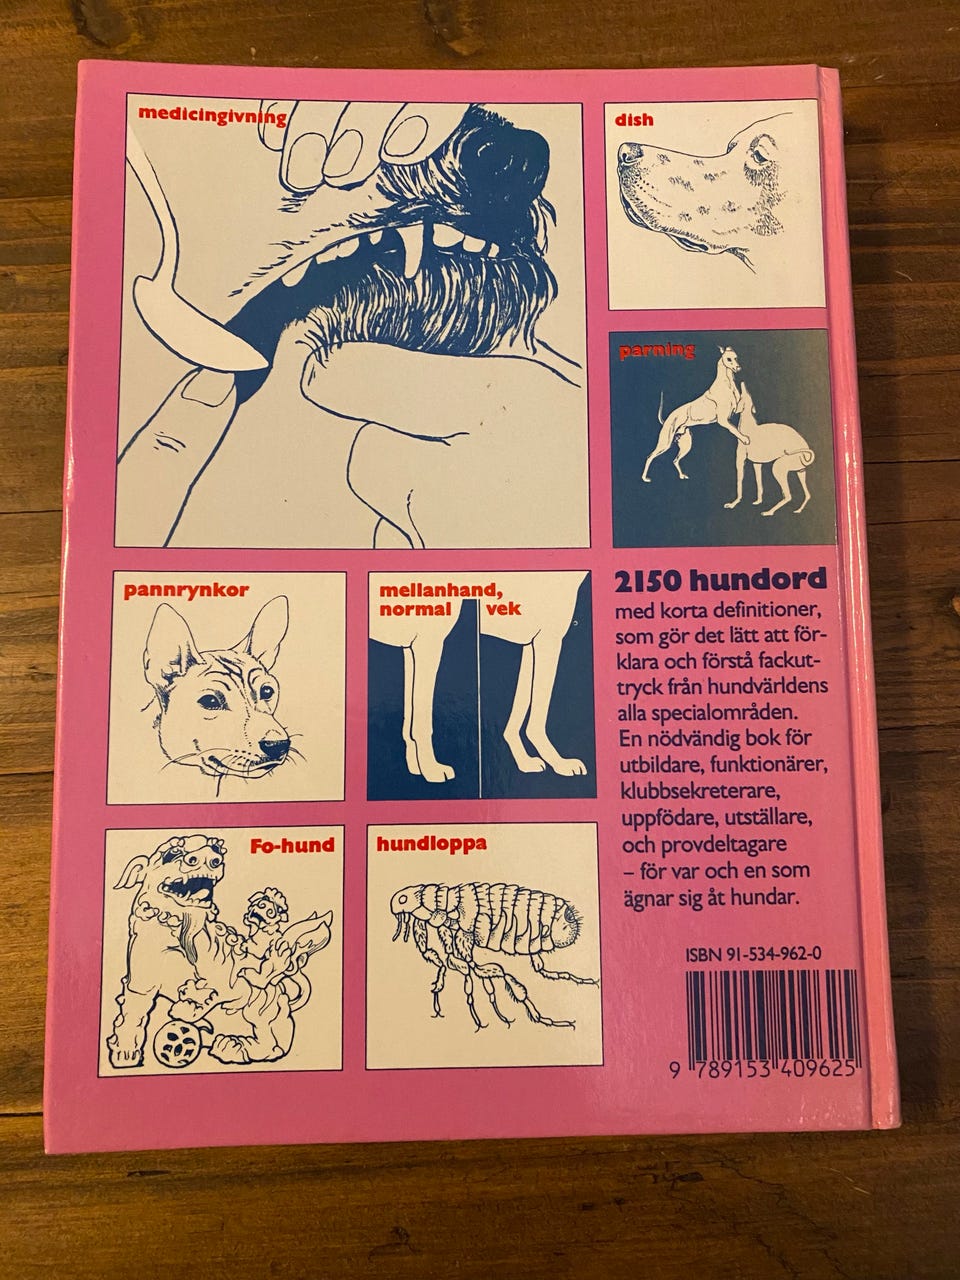 medicingivning
dish
parning
pannrynkor
mellanhand,
normal vek
Fo-hund
hundloppa
2150 hundord
med korta definitioner,
som gör det lätt att för-
klara och förstå fackut-
tryck från hundvärldens
alla specialområden.
En nödvändig bok för
utbildare, funktionärer,
klubbsekreterare,
uppfödare, utställare,
och provdeltagare
– för var och en som
ägnar sig åt hundar.
ISBN 91-534-962-0
9 789153 409625